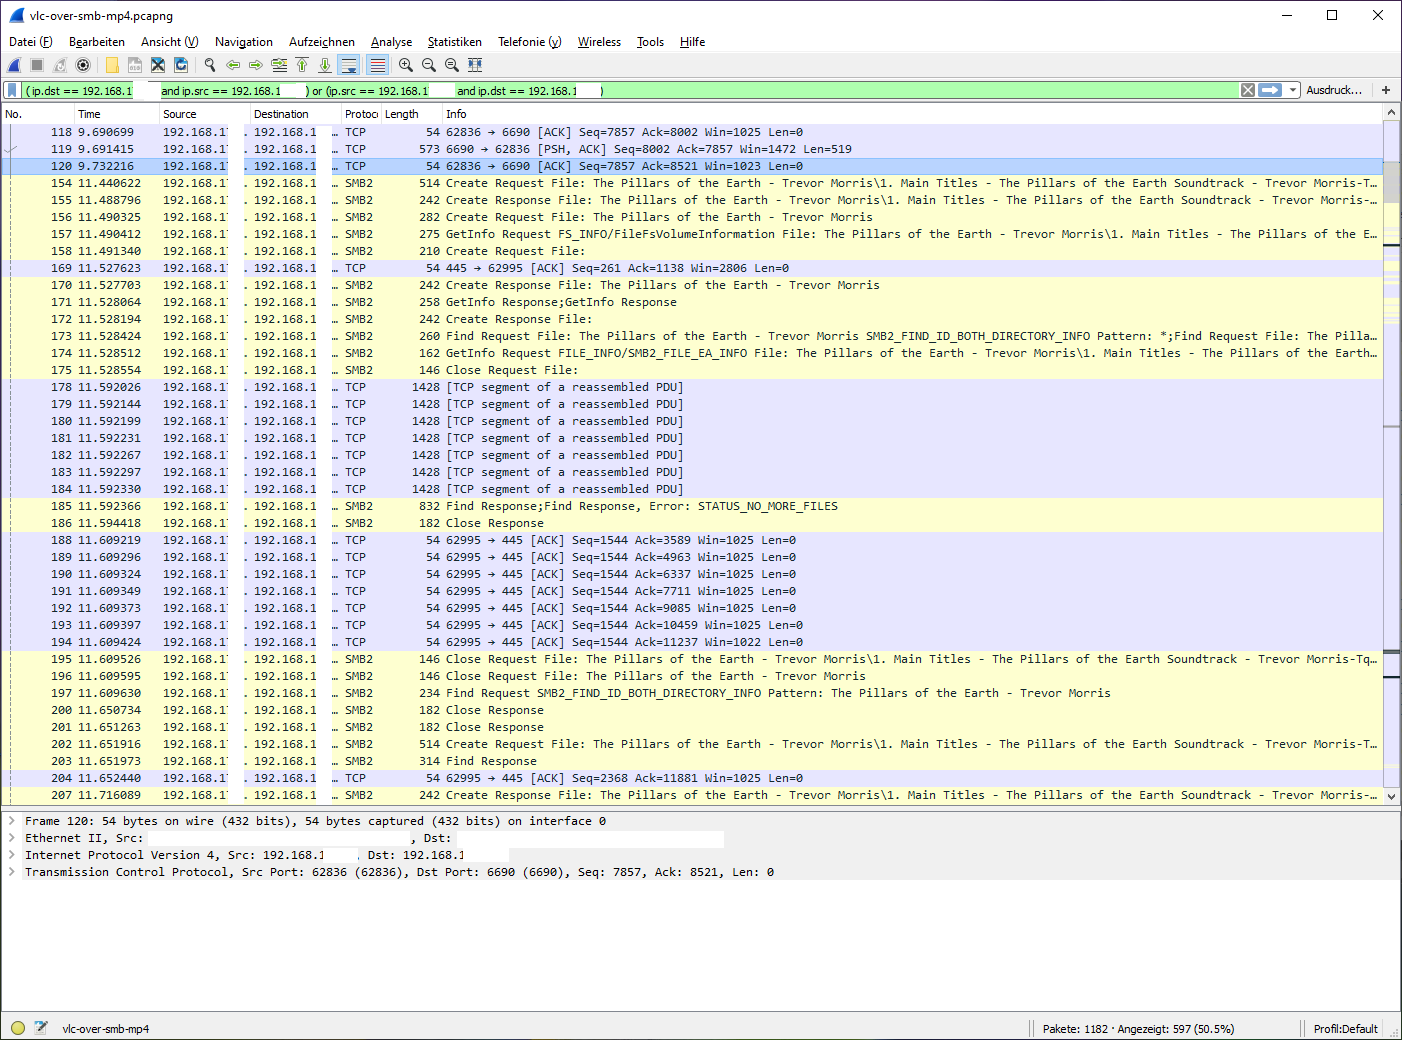 vlc-over-smb-mp4.pcapng
Datei (F) Bearbeiten Ansicht (V) Navigation Aufzeichnen Analyse Statistiken Telefonie (y) Wireless Tools Hilfe
( ip.dst == 192.168.1 and ip.src == 192.168.1 ) or (ip.src == 192.168.1 and ip.dst == 192.168.1 ) Ausdruck... +
No. Time Source Destination Protoc Length Info
118 9.690699 192.168.1 . 192.168.1 … TCP 54 62836 → 6690 [ACK] Seq=7857 Ack=8002 Win=1025 Len=0
119 9.691415 192.168.1 . 192.168.1 … TCP 573 6690 → 62836 [PSH, ACK] Seq=8002 Ack=7857 Win=1472 Len=519
120 9.732216 192.168.1 . 192.168.1 … TCP 54 62836 → 6690 [ACK] Seq=7857 Ack=8521 Win=1023 Len=0
154 11.440622 192.168.1 . 192.168.1 … SMB2 514 Create Request File: The Pillars of the Earth - Trevor Morris\1. Main Titles - The Pillars of the Earth Soundtrack - Trevor Morris-T…
155 11.488796 192.168.1 . 192.168.1 … SMB2 242 Create Response File: The Pillars of the Earth - Trevor Morris\1. Main Titles - The Pillars of the Earth Soundtrack - Trevor Morris-…
156 11.490325 192.168.1 . 192.168.1 … SMB2 282 Create Request File: The Pillars of the Earth - Trevor Morris
157 11.490412 192.168.1 . 192.168.1 … SMB2 275 GetInfo Request FS_INFO/FileFsVolumeInformation File: The Pillars of the Earth - Trevor Morris\1. Main Titles - The Pillars of the E…
158 11.491340 192.168.1 . 192.168.1 … SMB2 210 Create Request File:
169 11.527623 192.168.1 . 192.168.1 … TCP 54 445 → 62995 [ACK] Seq=261 Ack=1138 Win=2806 Len=0
170 11.527703 192.168.1 . 192.168.1 … SMB2 242 Create Response File: The Pillars of the Earth - Trevor Morris
171 11.528064 192.168.1 . 192.168.1 … SMB2 258 GetInfo Response;GetInfo Response
172 11.528194 192.168.1 . 192.168.1 … SMB2 242 Create Response File:
173 11.528424 192.168.1 . 192.168.1 … SMB2 260 Find Request File: The Pillars of the Earth - Trevor Morris SMB2_FIND_ID_BOTH_DIRECTORY_INFO Pattern: *;Find Request File: The Pilla…
174 11.528512 192.168.1 . 192.168.1 … SMB2 162 GetInfo Request FILE_INFO/SMB2_FILE_EA_INFO File: The Pillars of the Earth - Trevor Morris\1. Main Titles - The Pillars of the Earth…
175 11.528554 192.168.1 . 192.168.1 … SMB2 146 Close Request File:
178 11.592026 192.168.1 . 192.168.1 … TCP 1428 [TCP segment of a reassembled PDU]
179 11.592144 192.168.1 . 192.168.1 … TCP 1428 [TCP segment of a reassembled PDU]
180 11.592199 192.168.1 . 192.168.1 … TCP 1428 [TCP segment of a reassembled PDU]
181 11.592231 192.168.1 . 192.168.1 … TCP 1428 [TCP segment of a reassembled PDU]
182 11.592267 192.168.1 . 192.168.1 … TCP 1428 [TCP segment of a reassembled PDU]
183 11.592297 192.168.1 . 192.168.1 … TCP 1428 [TCP segment of a reassembled PDU]
184 11.592330 192.168.1 . 192.168.1 … TCP 1428 [TCP segment of a reassembled PDU]
185 11.592366 192.168.1 . 192.168.1 … SMB2 832 Find Response;Find Response, Error: STATUS_NO_MORE_FILES
186 11.594418 192.168.1 . 192.168.1 … SMB2 182 Close Response
188 11.609219 192.168.1 . 192.168.1 … TCP 54 62995 → 445 [ACK] Seq=1544 Ack=3589 Win=1025 Len=0
189 11.609296 192.168.1 . 192.168.1 … TCP 54 62995 → 445 [ACK] Seq=1544 Ack=4963 Win=1025 Len=0
190 11.609324 192.168.1 . 192.168.1 … TCP 54 62995 → 445 [ACK] Seq=1544 Ack=6337 Win=1025 Len=0
191 11.609349 192.168.1 . 192.168.1 … TCP 54 62995 → 445 [ACK] Seq=1544 Ack=7711 Win=1025 Len=0
192 11.609373 192.168.1 . 192.168.1 … TCP 54 62995 → 445 [ACK] Seq=1544 Ack=9085 Win=1025 Len=0
193 11.609397 192.168.1 . 192.168.1 … TCP 54 62995 → 445 [ACK] Seq=1544 Ack=10459 Win=1025 Len=0
194 11.609424 192.168.1 . 192.168.1 … TCP 54 62995 → 445 [ACK] Seq=1544 Ack=11237 Win=1022 Len=0
195 11.609526 192.168.1 . 192.168.1 … SMB2 146 Close Request File: The Pillars of the Earth - Trevor Morris\1. Main Titles - The Pillars of the Earth Soundtrack - Trevor Morris-Tq…
196 11.609595 192.168.1 . 192.168.1 … SMB2 146 Close Request File: The Pillars of the Earth - Trevor Morris
197 11.609630 192.168.1 . 192.168.1 … SMB2 234 Find Request SMB2_FIND_ID_BOTH_DIRECTORY_INFO Pattern: The Pillars of the Earth - Trevor Morris
200 11.650734 192.168.1 . 192.168.1 … SMB2 182 Close Response
201 11.651263 192.168.1 . 192.168.1 … SMB2 182 Close Response
202 11.651916 192.168.1 . 192.168.1 … SMB2 514 Create Request File: The Pillars of the Earth - Trevor Morris\1. Main Titles - The Pillars of the Earth Soundtrack - Trevor Morris-T…
203 11.651973 192.168.1 . 192.168.1 … SMB2 314 Find Response
204 11.652440 192.168.1 . 192.168.1 … TCP 54 62995 → 445 [ACK] Seq=2368 Ack=11881 Win=1025 Len=0
207 11.716089 192.168.1 . 192.168.1 … SMB2 242 Create Response File: The Pillars of the Earth - Trevor Morris\1. Main Titles - The Pillars of the Earth Soundtrack - Trevor Morris-…
Frame 120: 54 bytes on wire (432 bits), 54 bytes captured (432 bits) on interface 0
Ethernet II, Src: , Dst:
Internet Protocol Version 4, Src: 192.168.1 , Dst: 192.168.1
Transmission Control Protocol, Src Port: 62836 (62836), Dst Port: 6690 (6690), Seq: 7857, Ack: 8521, Len: 0
vlc-over-smb-mp4 Pakete: 1182 · Angezeigt: 597 (50.5%) Profil:Default